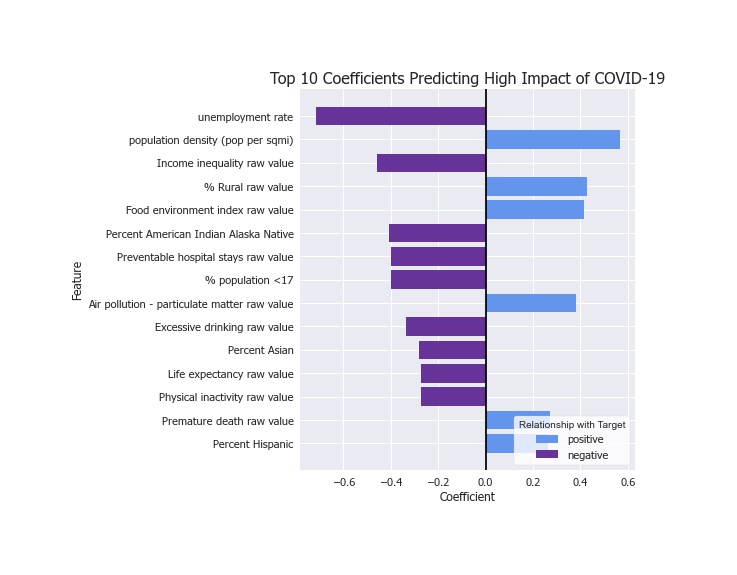 Top 10 Coefficients Predicting High Impact of COVID-19
unemployment rate
population density (pop per sqmi)
Income inequality raw value
% Rural raw value
Food environment index raw value
Percent American Indian Alaska Native
Preventable hospital stays raw value
% population <17
Air pollution - particulate matter raw value
Excessive drinking raw value
Percent Asian
Life expectancy raw value
Physical inactivity raw value
Premature death raw value
Percent Hispanic
Feature
Relationship with Target
positive
negative
−0.6 −0.4 −0.2 0.0 0.2 0.4 0.6
Coefficient